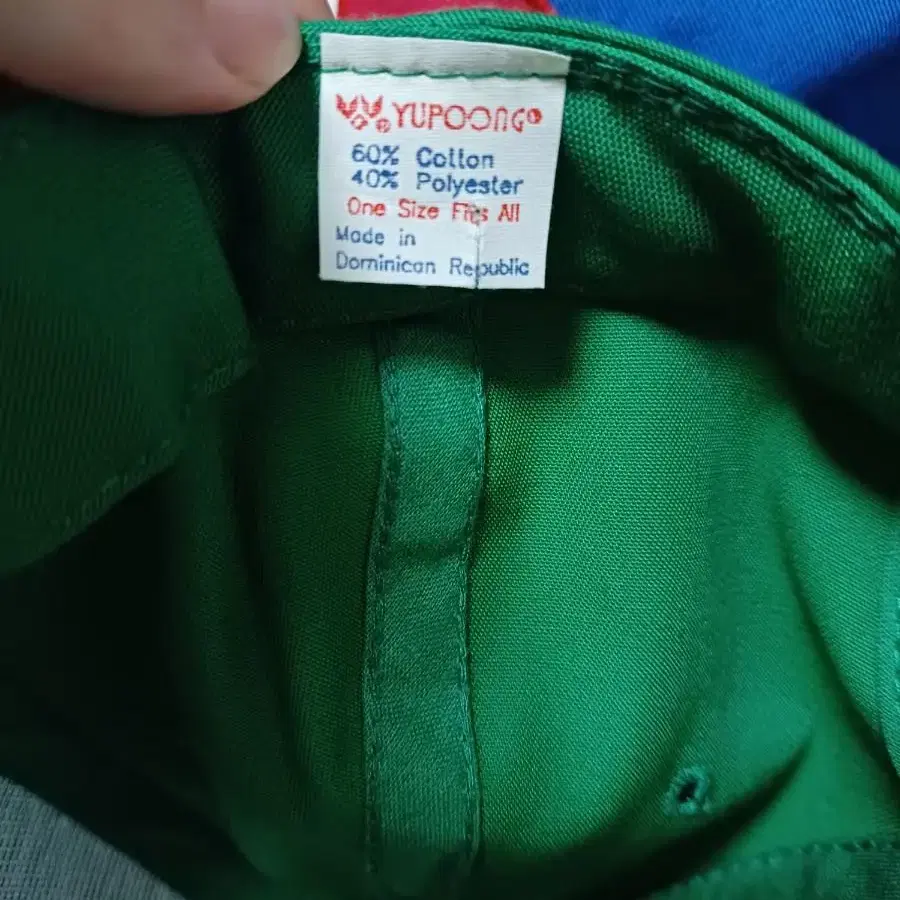 YUPOONG
60% Cotton
40% Polyester
One Size Fits All
Made in
Dominican Republic